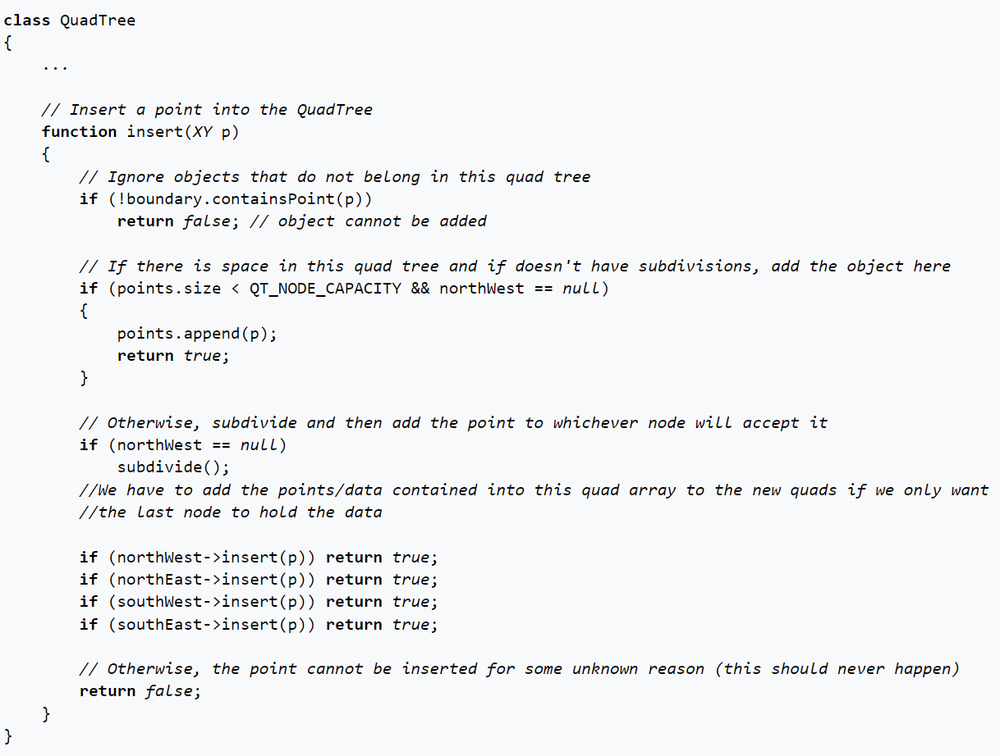 class QuadTree
{
    ...

    // Insert a point into the QuadTree
    function insert(XY p)
    {
        // Ignore objects that do not belong in this quad tree
        if (!boundary.containsPoint(p))
            return false; // object cannot be added

        // If there is space in this quad tree and if doesn't have subdivisions, add the object here
        if (points.size < QT_NODE_CAPACITY && northWest == null)
        {
            points.append(p);
            return true;
        }

        // Otherwise, subdivide and then add the point to whichever node will accept it
        if (northWest == null)
            subdivide();
        //We have to add the points/data contained into this quad array to the new quads if we only want
        //the last node to hold the data

        if (northWest->insert(p)) return true;
        if (northEast->insert(p)) return true;
        if (southWest->insert(p)) return true;
        if (southEast->insert(p)) return true;

        // Otherwise, the point cannot be inserted for some unknown reason (this should never happen)
        return false;
    }
}